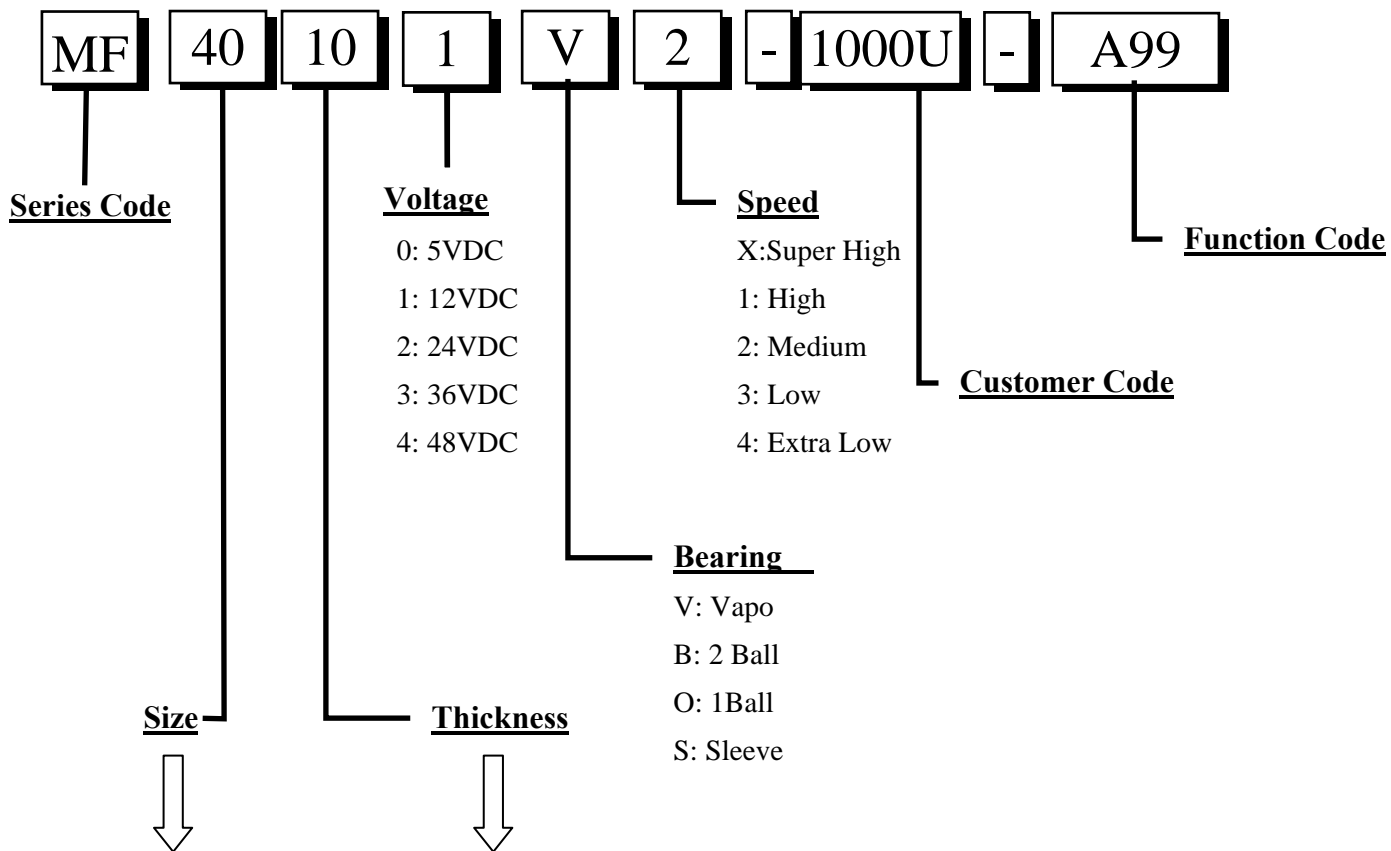 MF 40 10 1 V 2 - 1000U - A99
Series Code
Voltage
0: 5VDC
1: 12VDC
2: 24VDC
3: 36VDC
4: 48VDC
Speed
X:Super High
1: High
2: Medium
3: Low
4: Extra Low
Function Code
Customer Code
Bearing
V: Vapo
B: 2 Ball
O: 1Ball
S: Sleeve
Size
Thickness